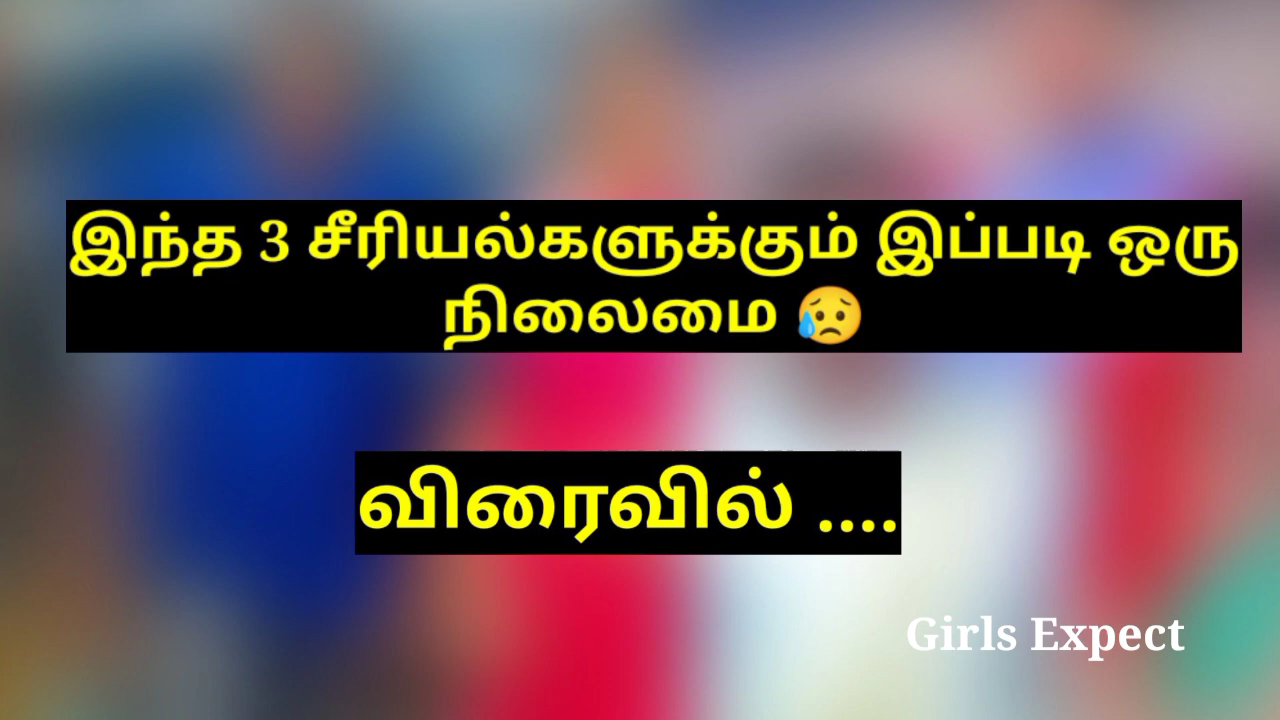 இந்த 3 சீரியல்களுக்கும் இப்படி ஒரு
நிலைமை 😥
விரைவில் ....
Girls Expect